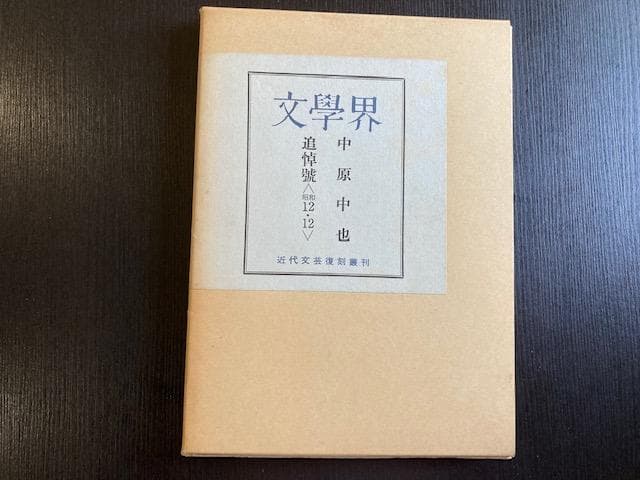 文學界
中原中也
追悼號〈昭和12・12〉
近代文芸復刻叢刊